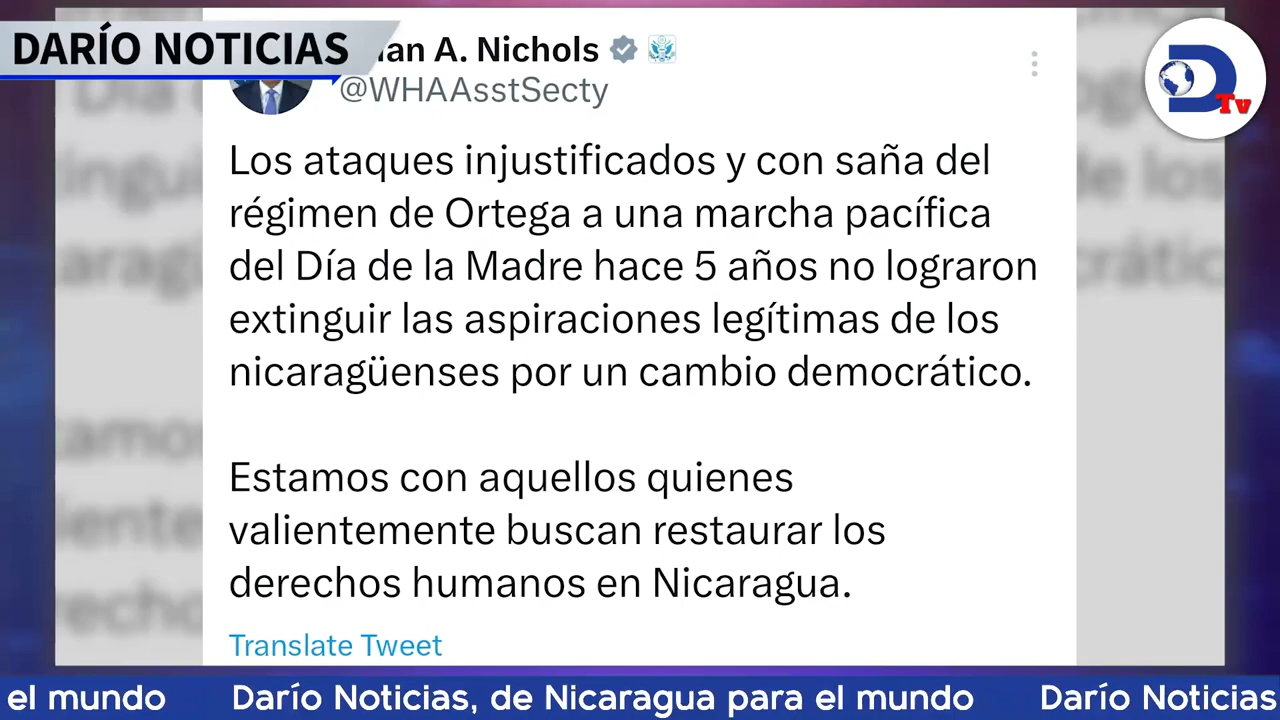 DARÍO NOTICIAS
ian A. Nichols
@WHAAsstSecty
D Tv
Los ataques injustificados y con saña del
régimen de Ortega a una marcha pacífica
del Día de la Madre hace 5 años no lograron
extinguir las aspiraciones legítimas de los
nicaragüenses por un cambio democrático.
Estamos con aquellos quienes
valientemente buscan restaurar los
derechos humanos en Nicaragua.
Translate Tweet
el mundo Darío Noticias, de Nicaragua para el mundo Darío Noticias